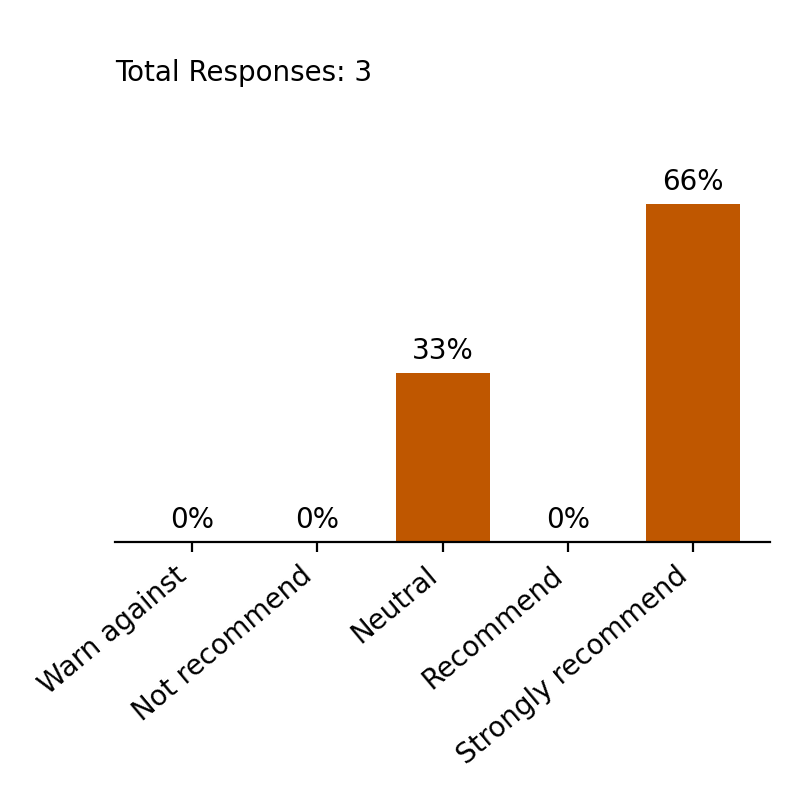 Total Responses: 3
66%
33%
0%
0%
0%
Warn against
Not recommend
Neutral
Recommend
Strongly recommend